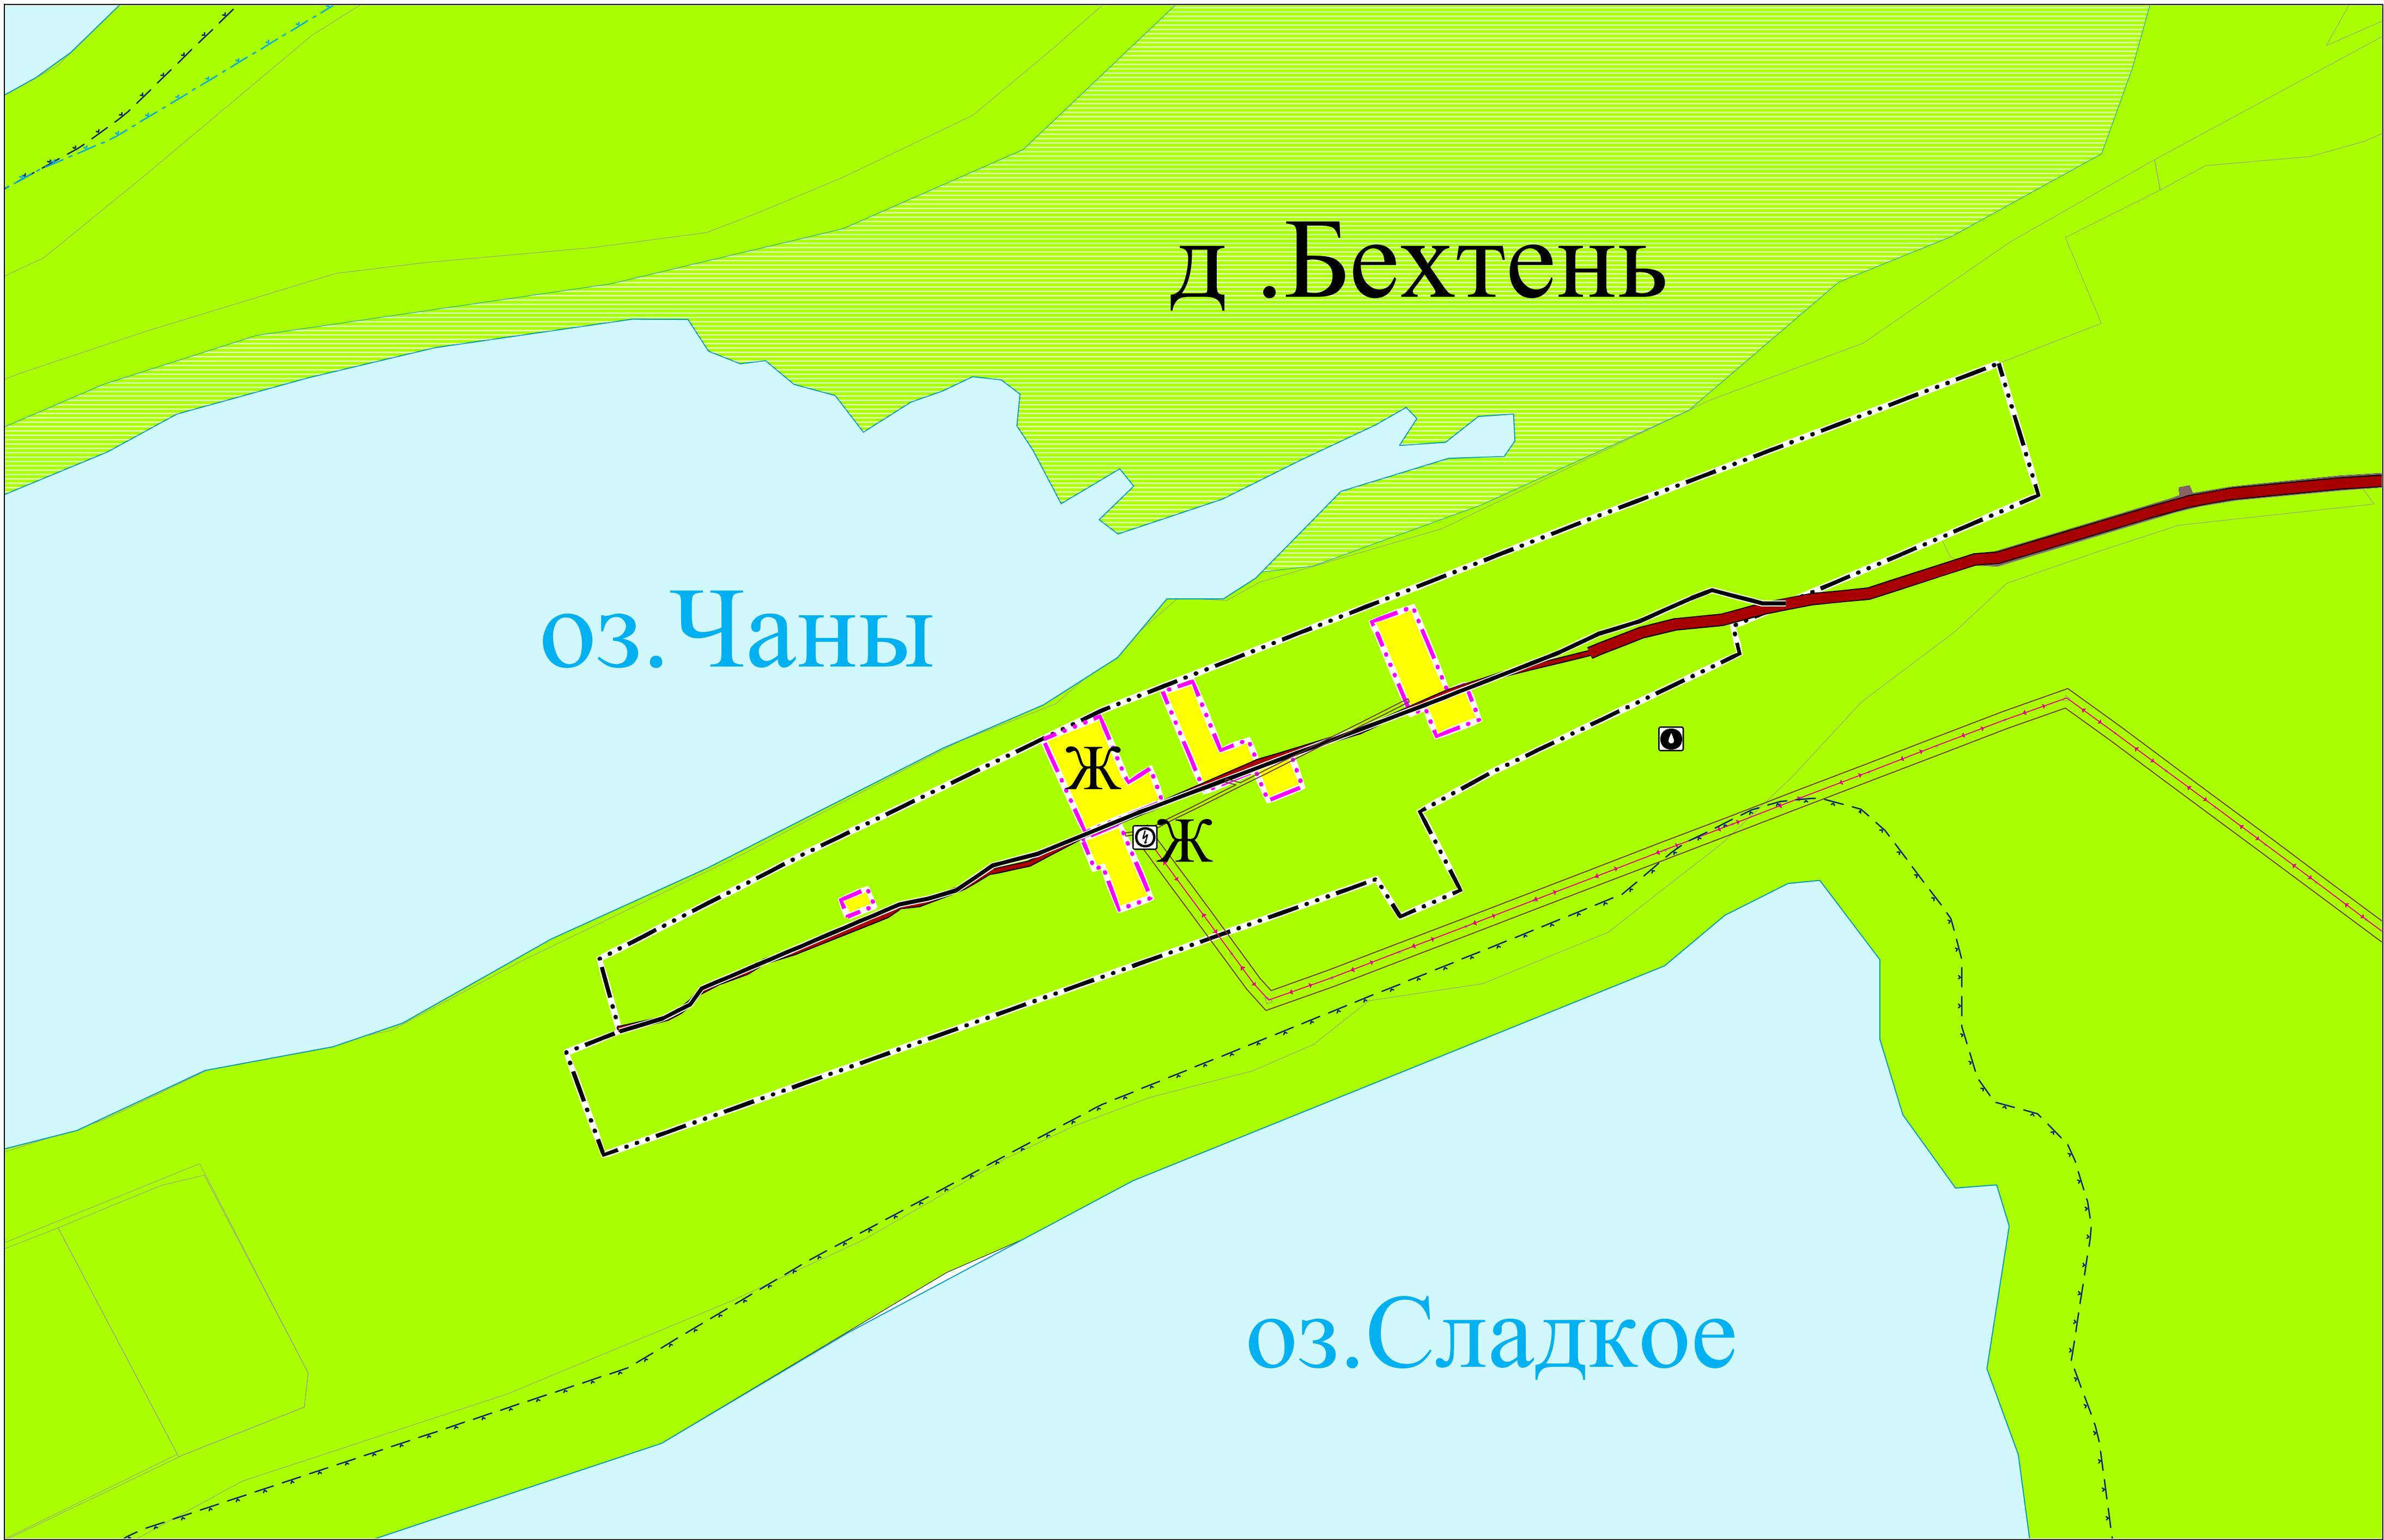 д .Бехтень
оз.Чаны
Ж
Ж
оз.Сладкое